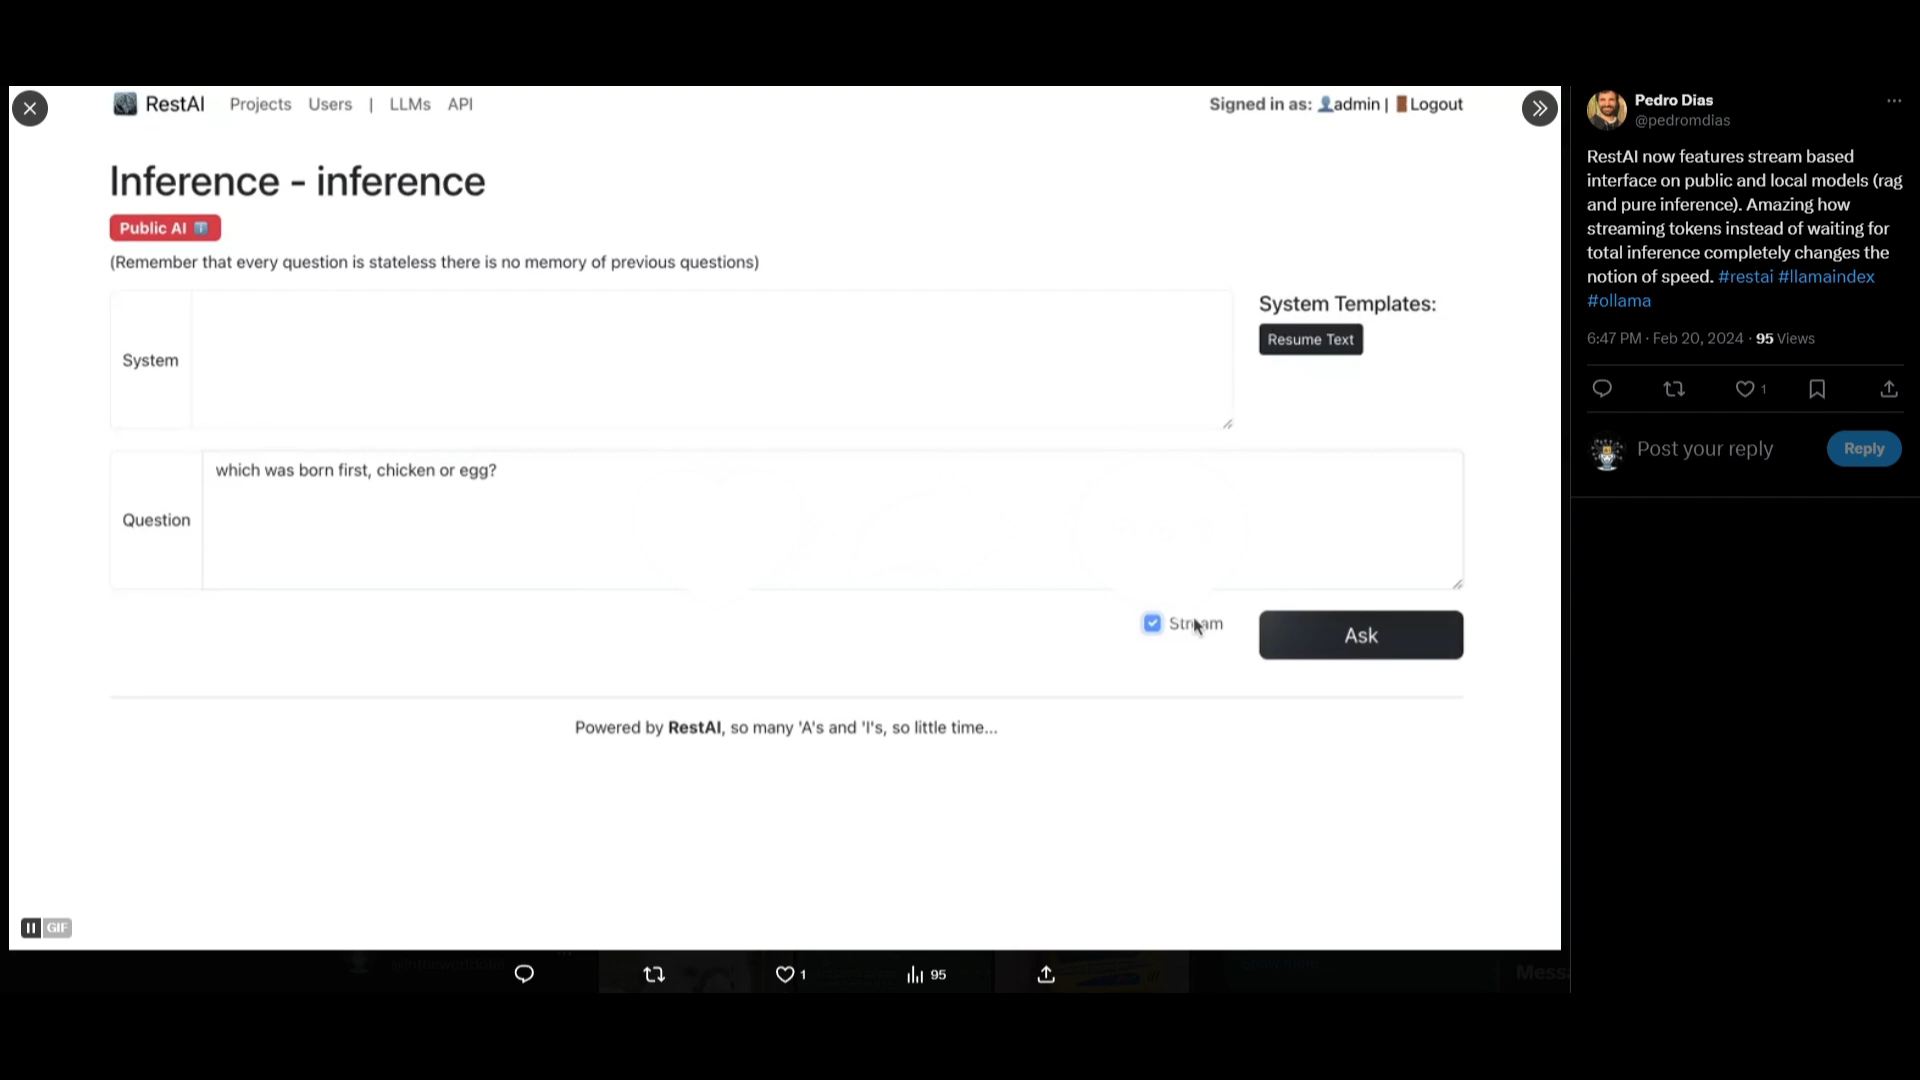 RestAI Projects Users | LLMs API
Signed in as: admin | Logout
Inference - inference
Public AI
(Remember that every question is stateless there is no memory of previous questions)
System
System Templates:
Resume Text
Question
which was born first, chicken or egg?
Stream
Ask
Powered by RestAI, so many 'A's and 'I's, so little time...
GIF
1
95
Pedro Dias
@pedromdias
RestAI now features stream based
interface on public and local models (rag
and pure inference). Amazing how
streaming tokens instead of waiting for
total inference completely changes the
notion of speed. #restai #llamaindex
#ollama
6:47 PM · Feb 20, 2024 · 95 Views
1
Post your reply
Reply